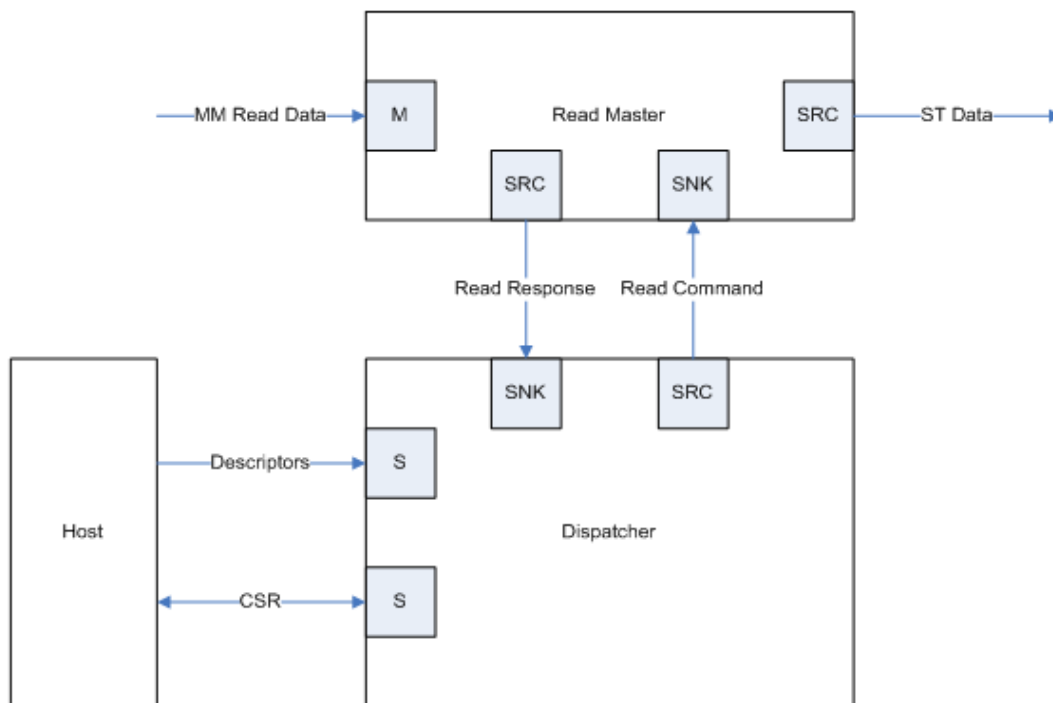 MM Read Data
M
Read Master
SRC
ST Data
SRC
SNK
Read Response
Read Command
SNK
SRC
Descriptors
S
Host
Dispatcher
CSR
S